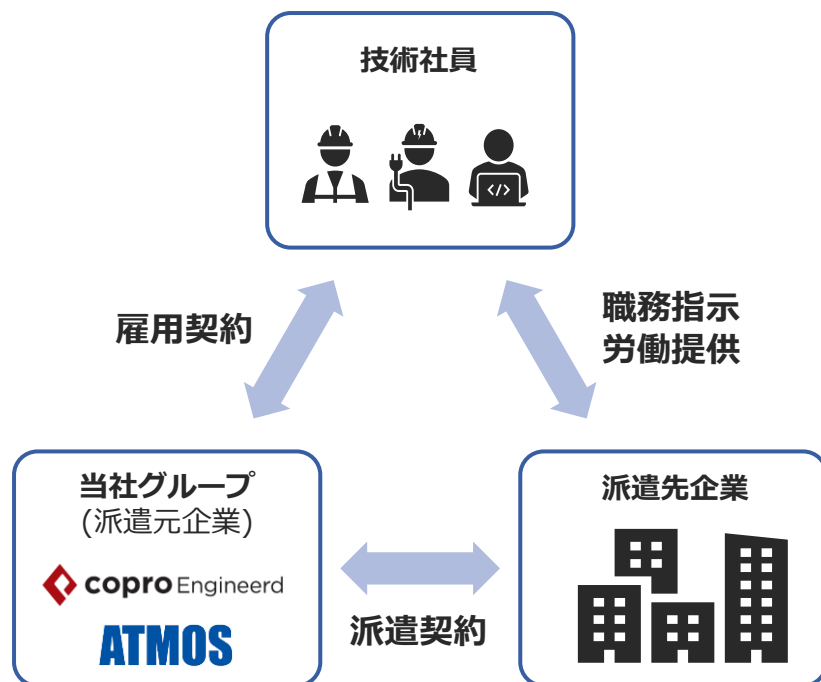 技術社員
</>
雇用契約
職務指示
労働提供
当社グループ
(派遣元企業)
copro Engineerd
ATMOS
派遣契約
派遣先企業